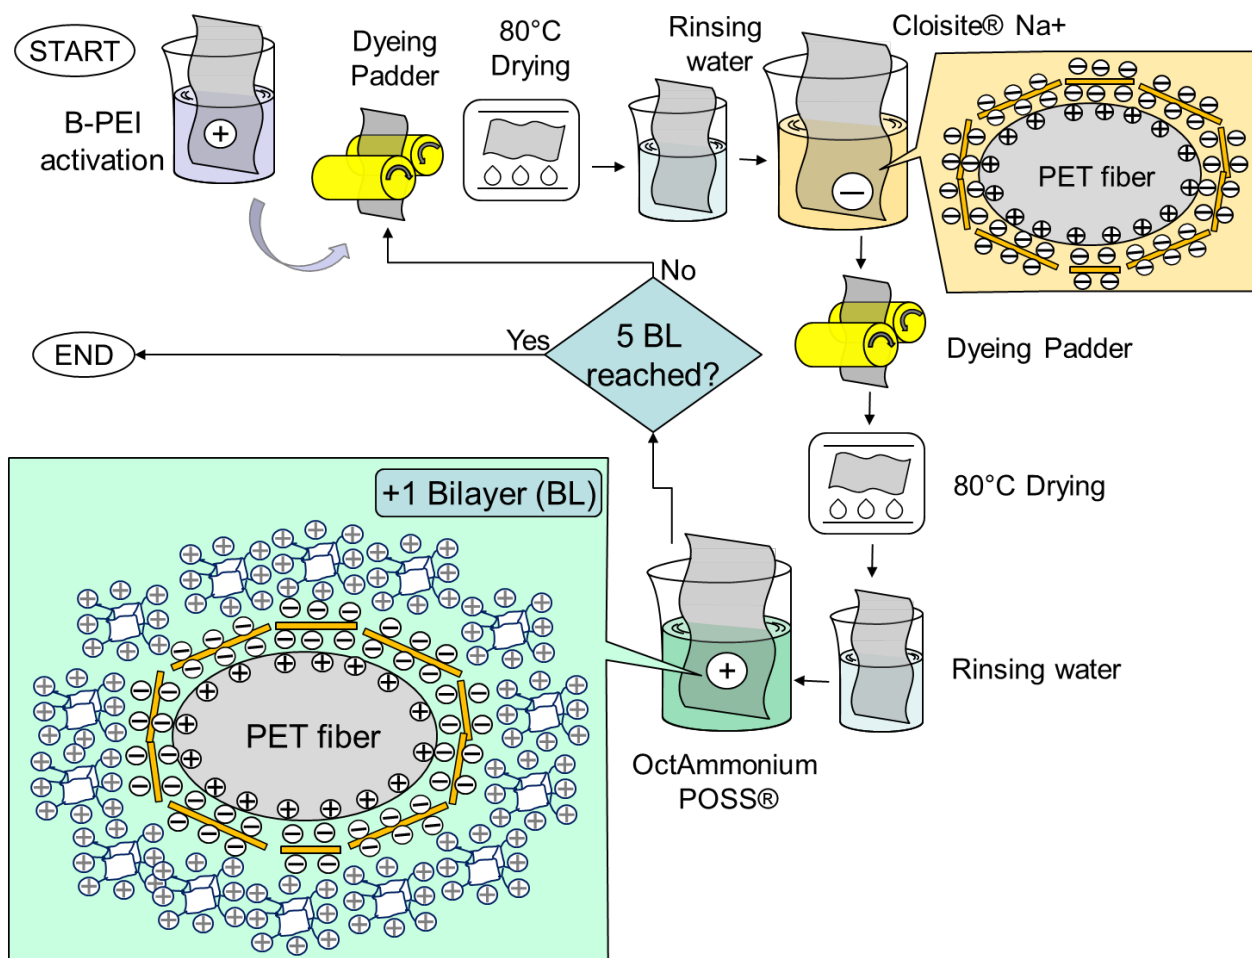 START
B-PEI
activation
+
Dyeing
Padder
80°C
Drying
Rinsing
water
Cloisite® Na+
−
PET fiber
No
Yes
5 BL
reached?
END
Dyeing Padder
80°C Drying
Rinsing water
+
OctAmmonium
POSS®
+1 Bilayer (BL)
PET fiber